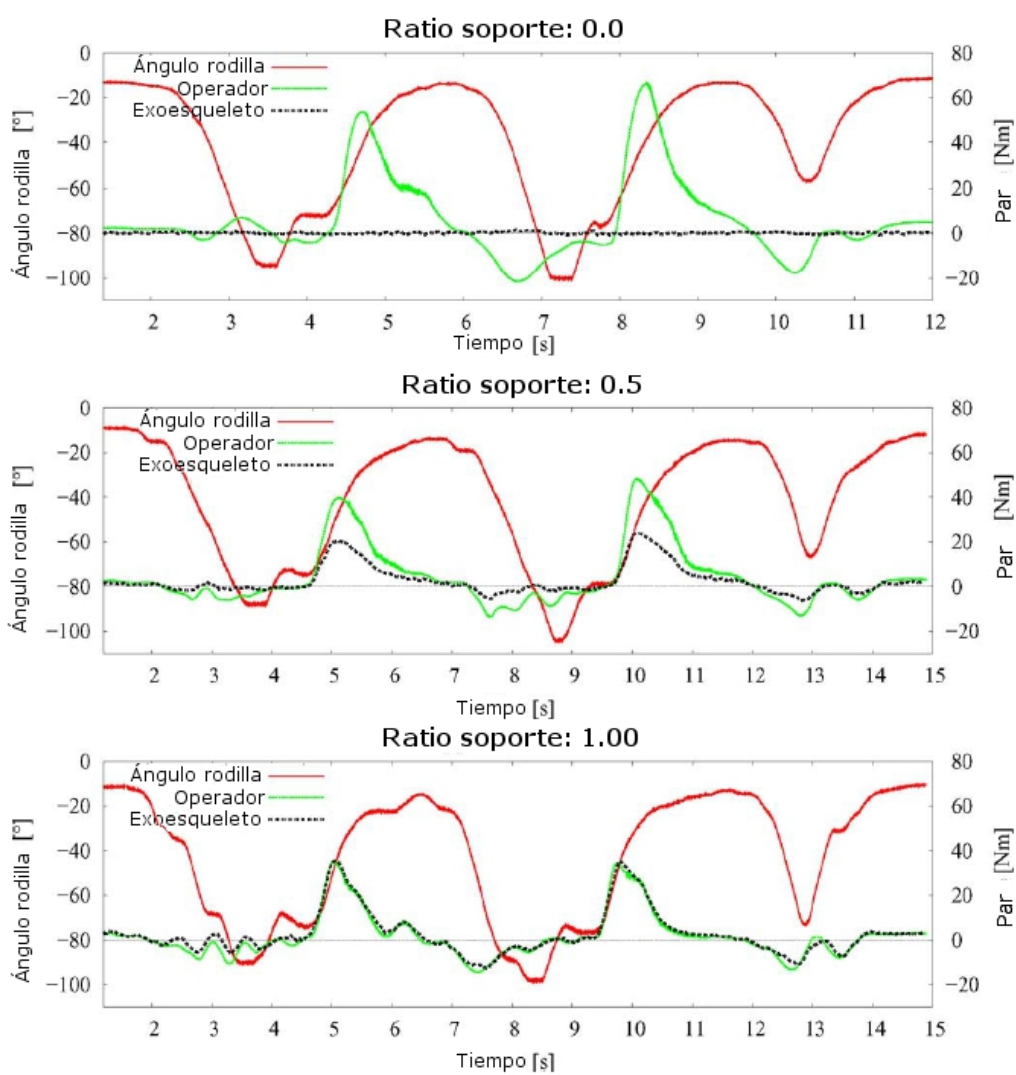 Ratio soporte: 0.0
0
−20
−40
−60
−80
−100
Ángulo rodilla [°]
Ángulo rodilla
Operador
Exoesqueleto
80
60
40
20
0
−20
Par [Nm]
2 3 4 5 6 7 8 9 10 11 12
Tiempo [s]
Ratio soporte: 0.5
0
−20
−40
−60
−80
−100
Ángulo rodilla [°]
Ángulo rodilla
Operador
Exoesqueleto
80
60
40
20
0
−20
Par [Nm]
2 3 4 5 6 7 8 9 10 11 12 13 14 15
Tiempo [s]
Ratio soporte: 1.00
0
−20
−40
−60
−80
−100
Ángulo rodilla [°]
Ángulo rodilla
Operador
Exoesqueleto
80
60
40
20
0
−20
Par [Nm]
2 3 4 5 6 7 8 9 10 11 12 13 14 15
Tiempo [s]